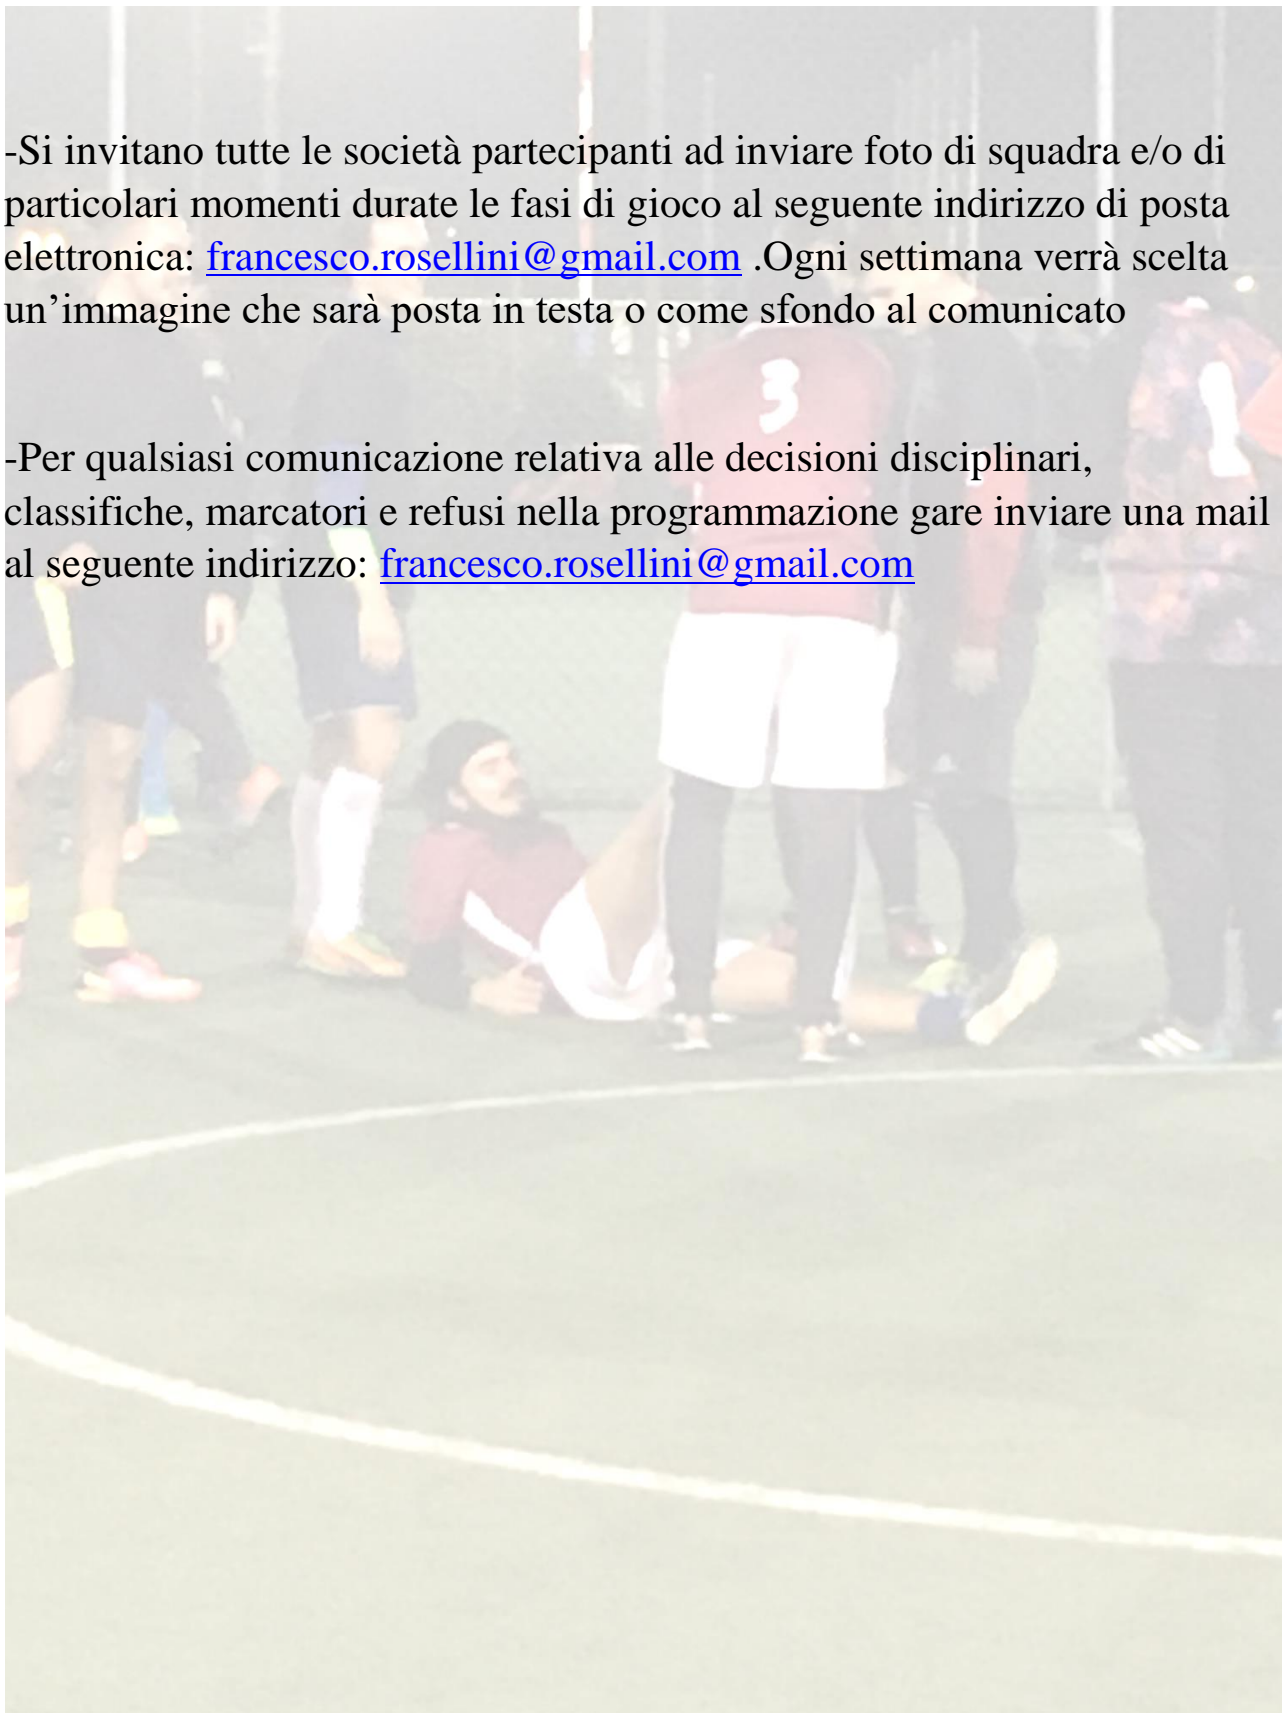 -Si invitano tutte le società partecipanti ad inviare foto di squadra e/o di
particolari momenti durate le fasi di gioco al seguente indirizzo di posta
elettronica: francesco.rosellini@gmail.com .Ogni settimana verrà scelta
un’immagine che sarà posta in testa o come sfondo al comunicato
3
-Per qualsiasi comunicazione relativa alle decisioni disciplinari,
classifiche, marcatori e refusi nella programmazione gare inviare una mail
al seguente indirizzo: francesco.rosellini@gmail.com